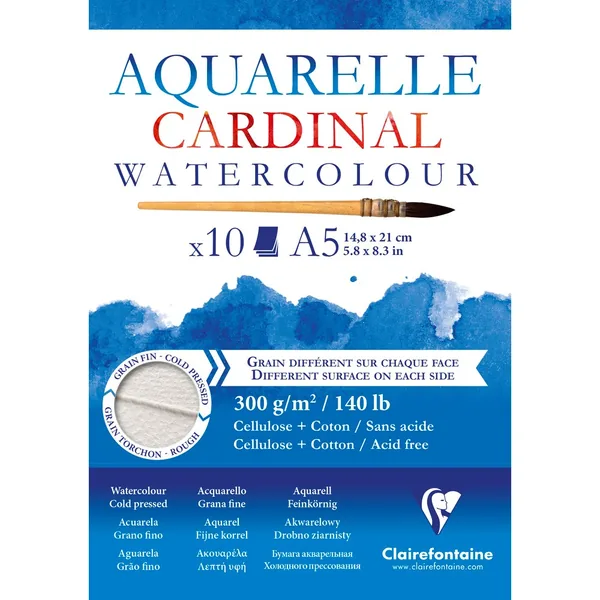 AQUARELLE
CARDINAL
WATERCOLOUR
x10 A5 14,8 x 21 cm
5.8 x 8.3 in
GRAIN FIN - COLD PRESSED
GRAIN TORCHON - ROUGH
GRAIN DIFFÉRENT SUR CHAQUE FACE
DIFFERENT SURFACE ON EACH SIDE
300 g/m² / 140 lb
Cellulose + Coton / Sans acide
Cellulose + Cotton / Acid free
Watercolour
Cold pressed
Acquarello
Grana fine
Aquarell
Feinkörnig
Acuarela
Grano fino
Aquarel
Fijne korrel
Akwarelowy
Drobno ziarnisty
Aguarela
Grão fino
Ακουαρέλα
Λεπτή υφή
Бумага акварельная
Холодного прессования
Clairefontaine
www.clairefontaine.com